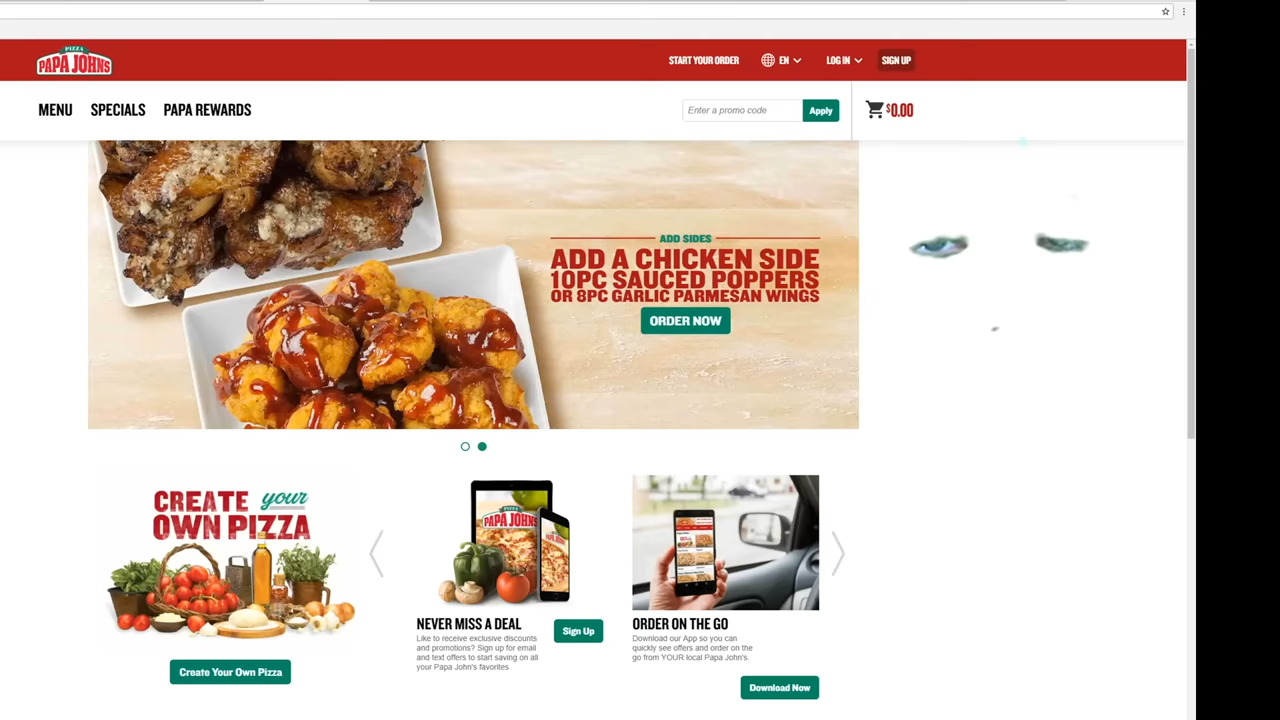 PIZZA
PAPA JOHNS
START YOUR ORDER
EN
LOG IN
SIGN UP
MENU
SPECIALS
PAPA REWARDS
Enter a promo code
Apply
$0.00
ADD SIDES
ADD A CHICKEN SIDE
10PC SAUCED POPPERS
OR 8PC GARLIC PARMESAN WINGS
ORDER NOW
CREATE your
OWN PIZZA
Create Your Own Pizza
PIZZA
PAPA JOHNS
NEVER MISS A DEAL
Like to receive exclusive discounts
and promotions? Sign up for email
and text offers to start saving on all
your Papa John's favorites
Sign Up
ORDER ON THE GO
Download our App so you can
quickly see offers and order on the
go from YOUR local Papa John's.
Download Now